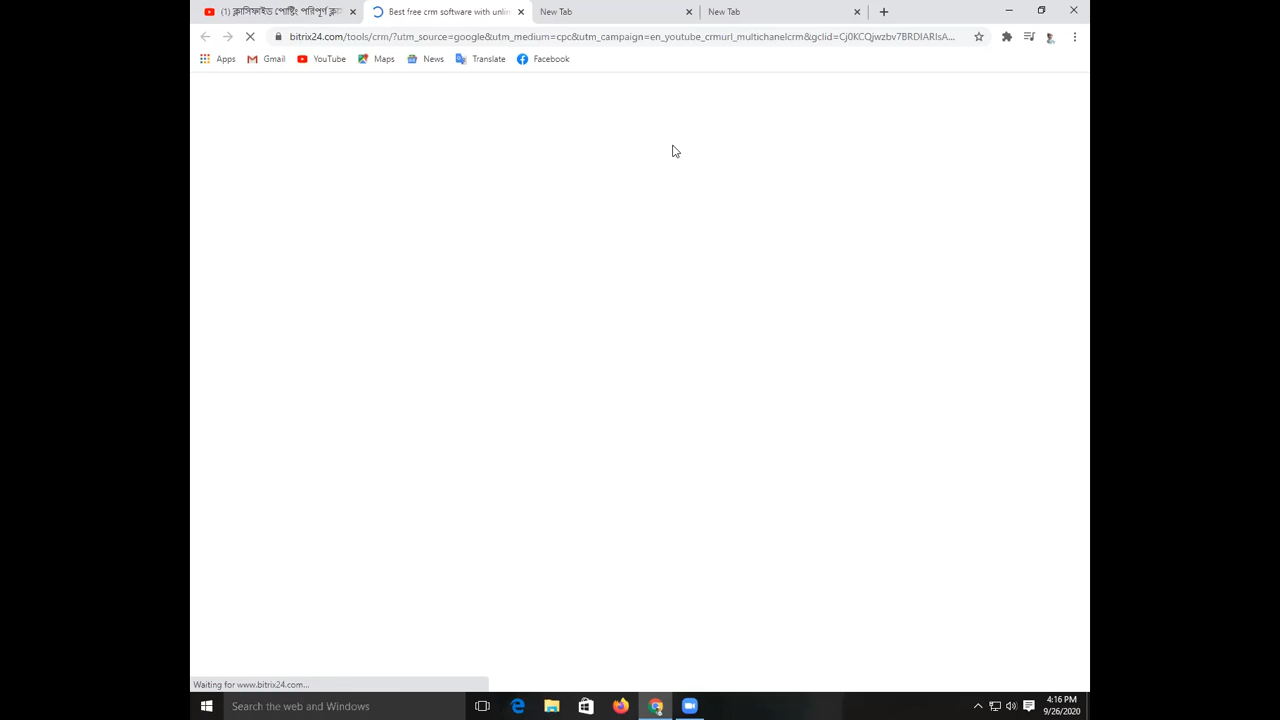 (1) ক্লাসিফাইড পোষ্টিং পরিপূর্ণ ক্লা
Best free crm software with unli
New Tab
New Tab
bitrix24.com/tools/crm/?utm_source=google&utm_medium=cpc&utm_campaign=en_youtube_crmurl_multichanelcrm&gclid=Cj0KCQjwzbv7BRDIARIsA...
Apps
Gmail
YouTube
Maps
News
Translate
Facebook
Waiting for www.bitrix24.com...
Search the web and Windows
4:16 PM
9/26/2020